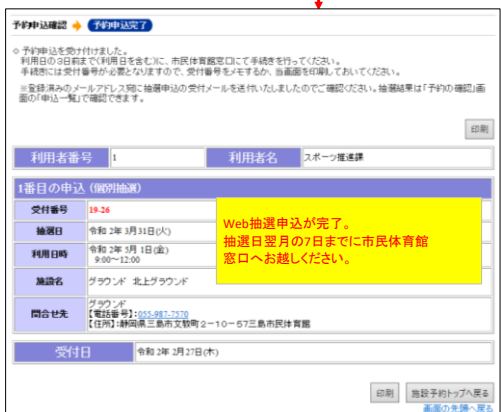 予約申込確認 予約申込完了
◇ 予約申込を受け付けました。
利用日の3日前まで(利用日を含む)に、市民体育館窓口にて手続きを行ってください。
手続きには受付番号が必要となりますので、受付番号をメモするか、当画面を印刷しておいてください。
※登録済みのメールアドレス宛に抽選申込の受付メールを送付いたしましたのでご確認ください。抽選結果は「予約の確認」画
面の「申込一覧」で確認できます。
印刷
利用者番号 1 利用者名 スポーツ推進課
1番目の申込 (個別抽選)
受付番号 19-26
抽選日 令和 2年 3月31日(火)
利用日時 令和 2年 5月 1日(金)
9:00~12:00
Web抽選申込が完了。
抽選日翌月の7日までに市民体育館
窓口へお越しください。
施設名 グラウンド 北上グラウンド
問合せ先 グラウンド
【電話番号】:055-987-7570
【住所】:静岡県三島市文教町2-10-57三島市民体育館
受付日 令和 2年 2月27日(木)
印刷 施設予約トップへ戻る
画面の先頭へ戻る